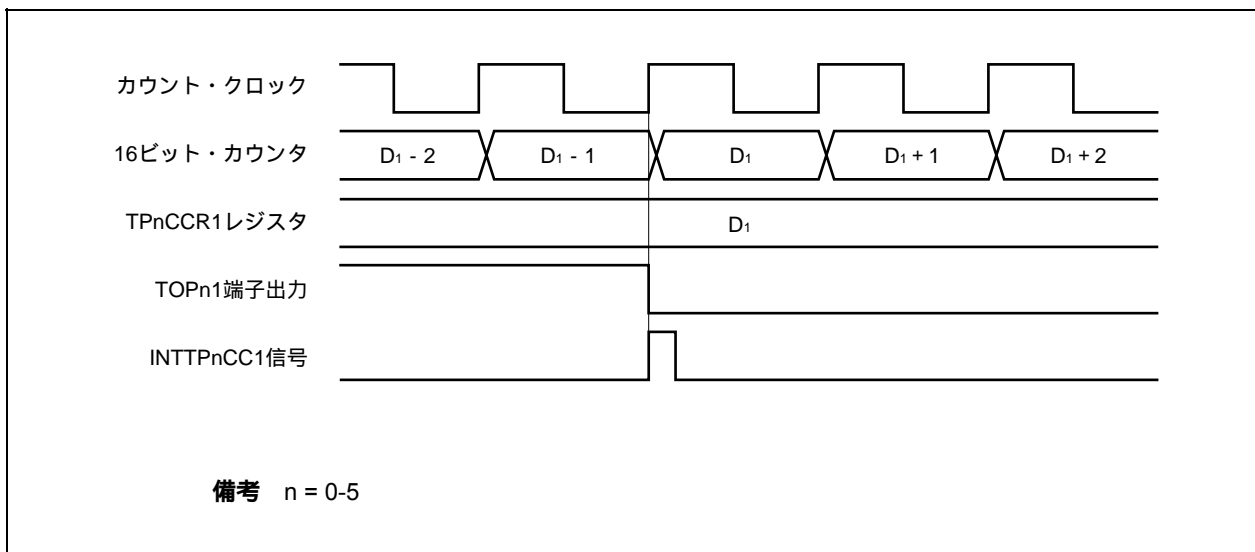 カウント・クロック
16ビット・カウンタ D₁ - 2 D₁ - 1 D₁ D₁ + 1 D₁ + 2
TPnCCR1レジスタ D₁
TOPn1端子出力
INTTPnCC1信号
備考 n = 0-5